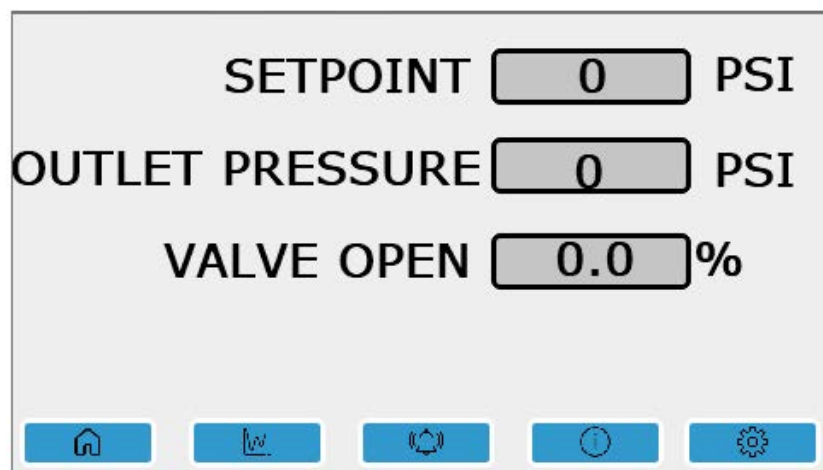 SETPOINT 0 PSI
OUTLET PRESSURE 0 PSI
VALVE OPEN 0.0 %